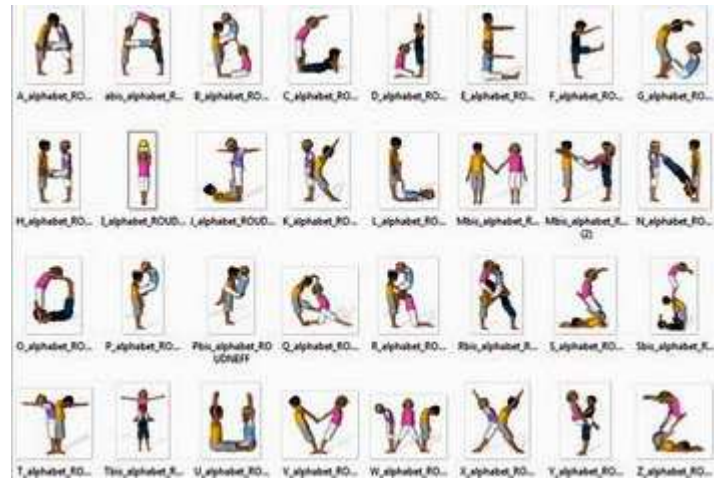 A_alphabet_RO... abis_alphabet_R... B_alphabet_RO... C_alphabet_RO... D_alphabet_RO... E_alphabet_RO... F_alphabet_RO... G_alphabet_RO...
H_alphabet_RO... I_alphabet_ROUD... J_alphabet_ROUD... K_alphabet_RO... L_alphabet_RO... Mbis_alphabet_R... Mbis_alphabet_R... N_alphabet_RO...
(2)
O_alphabet_RO... P_alphabet_RO... Pbis_alphabet_RO Q_alphabet_RO... R_alphabet_RO... Rbis_alphabet_R... S_alphabet_RO... Sbis_alphabet_RO...
UDNEFF
T_alphabet_RO... Tbis_alphabet_R... U_alphabet_RO... V_alphabet_RO... W_alphabet_RO... X_alphabet_RO... Y_alphabet_RO... Z_alphabet_RO...